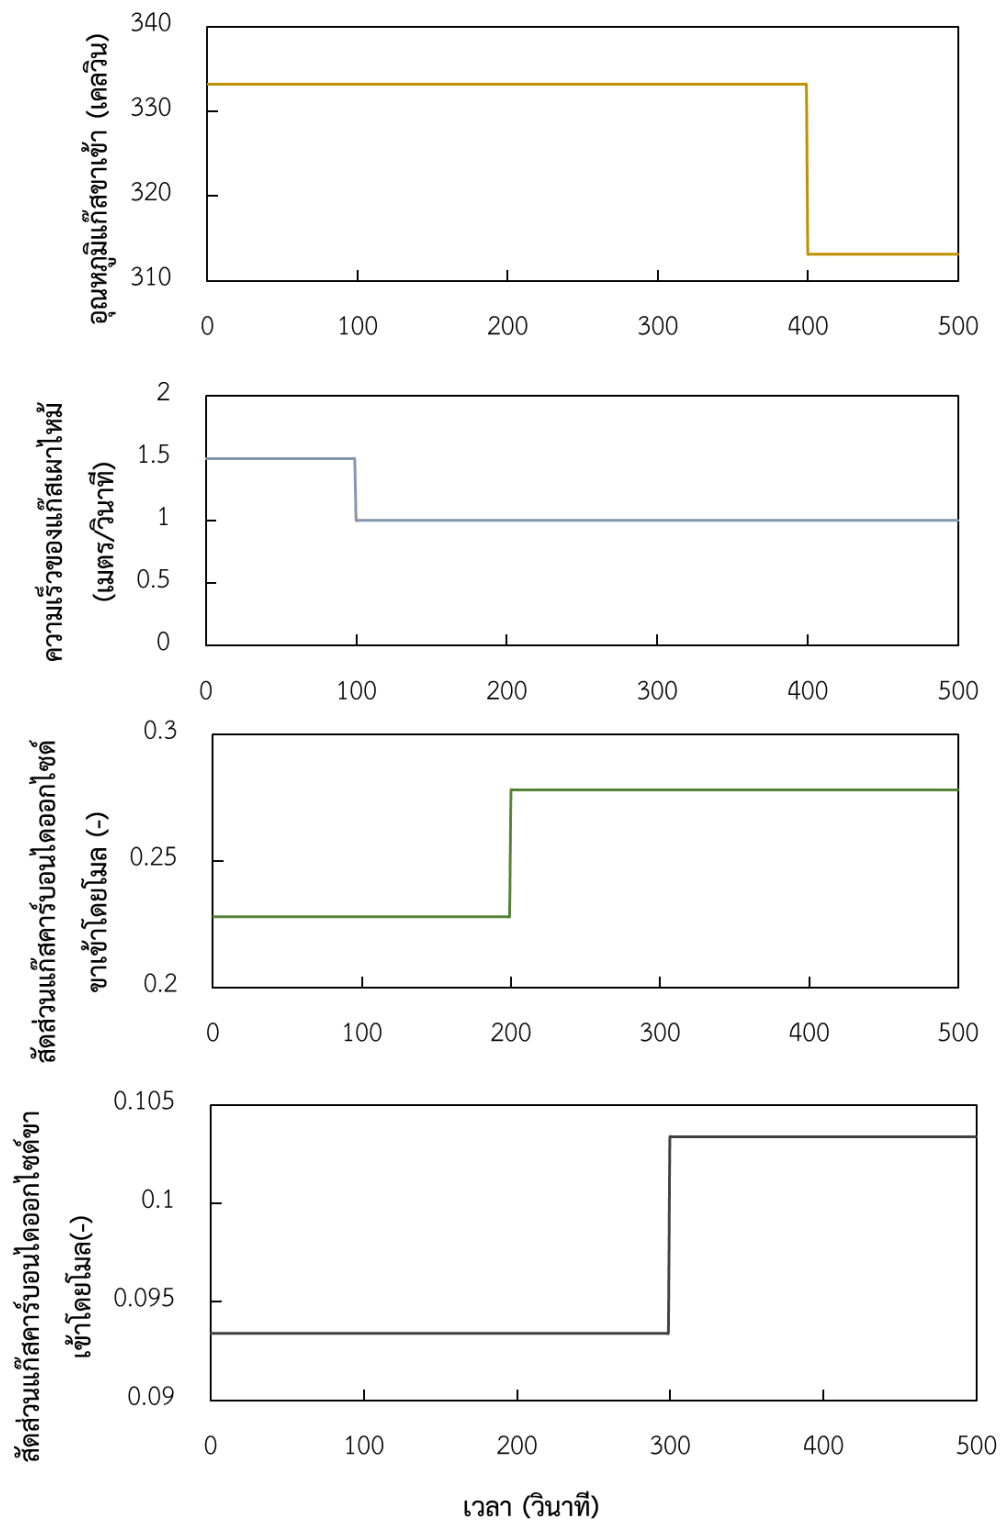 อุณหภูมิแก๊สขาเข้า (เคลวิน)
340
330
320
310
0 100 200 300 400 500
ความเร็วของแก๊สเผาไหม้
(เมตร/วินาที)
2
1.5
1
0.5
0
0 100 200 300 400 500
สัดส่วนแก๊สคาร์บอนไดออกไซด์
ขาเข้าโดยโมล (-)
0.3
0.25
0.2
0 100 200 300 400 500
สัดส่วนแก๊สคาร์บอนไดออกไซด์ขา
เข้าโดยโมล(-)
0.105
0.1
0.095
0.09
0 100 200 300 400 500
เวลา (วินาที)